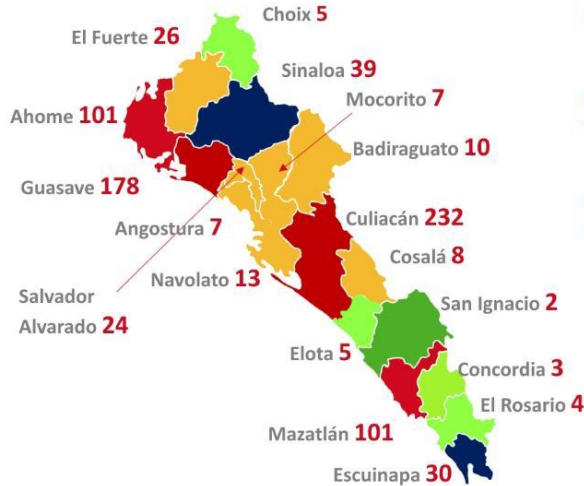 Choix 5
El Fuerte 26
Sinaloa 39
Mocorito 7
Ahome 101
Badiraguato 10
Guasave 178
Culiacán 232
Angostura 7
Cosalá 8
Navolato 13
Salvador
Alvarado 24
San Ignacio 2
Elota 5
Concordia 3
El Rosario 4
Mazatlán 101
Escuinapa 30